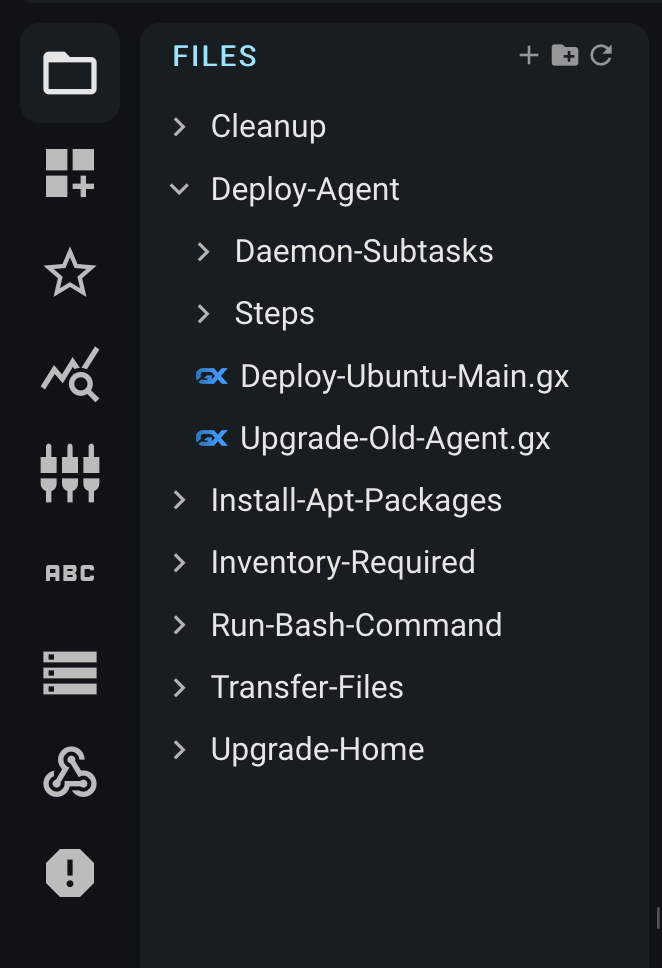 FILES
Cleanup
Deploy-Agent
Daemon-Subtasks
Steps
GX Deploy-Ubuntu-Main.gx
GX Upgrade-Old-Agent.gx
Install-Apt-Packages
Inventory-Required
ABC
Run-Bash-Command
Transfer-Files
Upgrade-Home